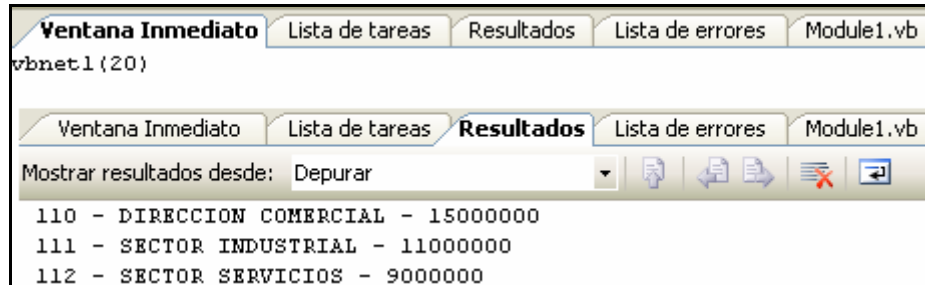 Ventana Inmediato Lista de tareas Resultados Lista de errores Module1.vb
vbnet1(20)
Ventana Inmediato Lista de tareas Resultados Lista de errores Module1.vb
Mostrar resultados desde: Depurar
110 - DIRECCION COMERCIAL - 15000000
111 - SECTOR INDUSTRIAL - 11000000
112 - SECTOR SERVICIOS - 9000000